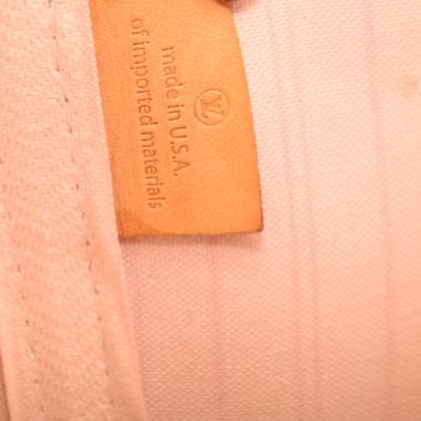 LV
made in U.S.A.
of imported materials